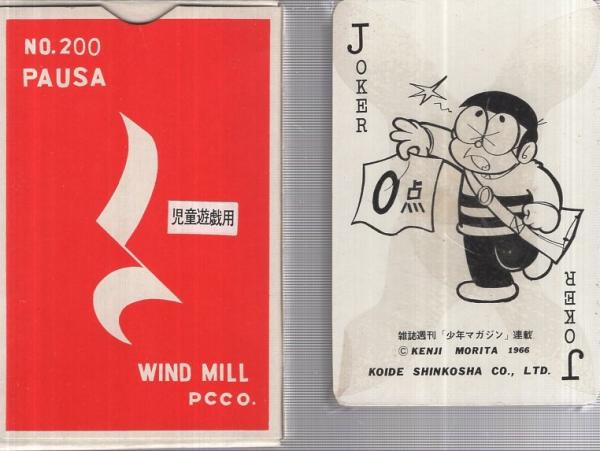 NO.200
PAUSA
児童遊戯用
WIND MILL
PCCO.
JOKER
0点
雑誌週刊「少年マガジン」連載
© KENJI MORITA 1966
KOIDE SHINKOSHA CO., LTD.
JOKER